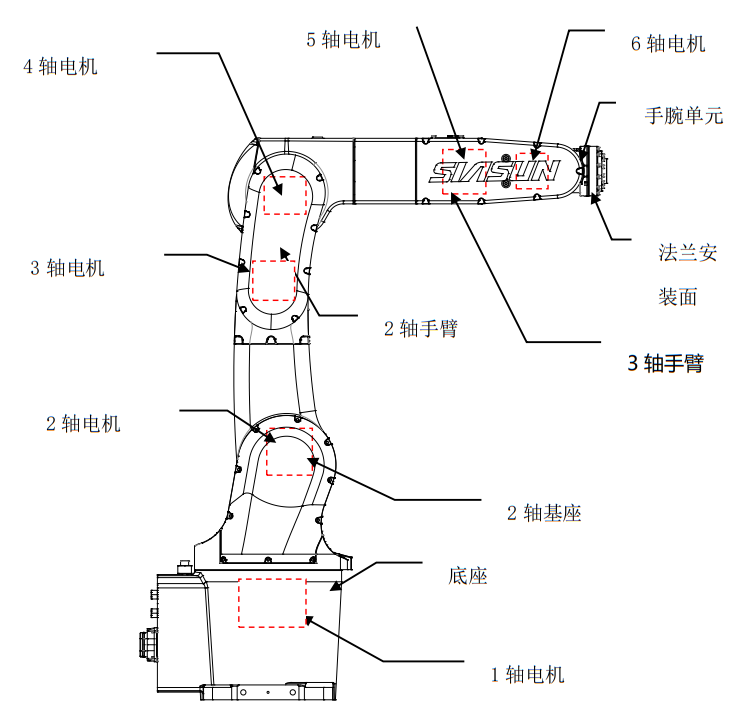 5 轴电机
6 轴电机
4 轴电机
手腕单元
SIASUN
法兰安
装面
3 轴电机
2 轴手臂
3 轴手臂
2 轴电机
2 轴基座
底座
1 轴电机